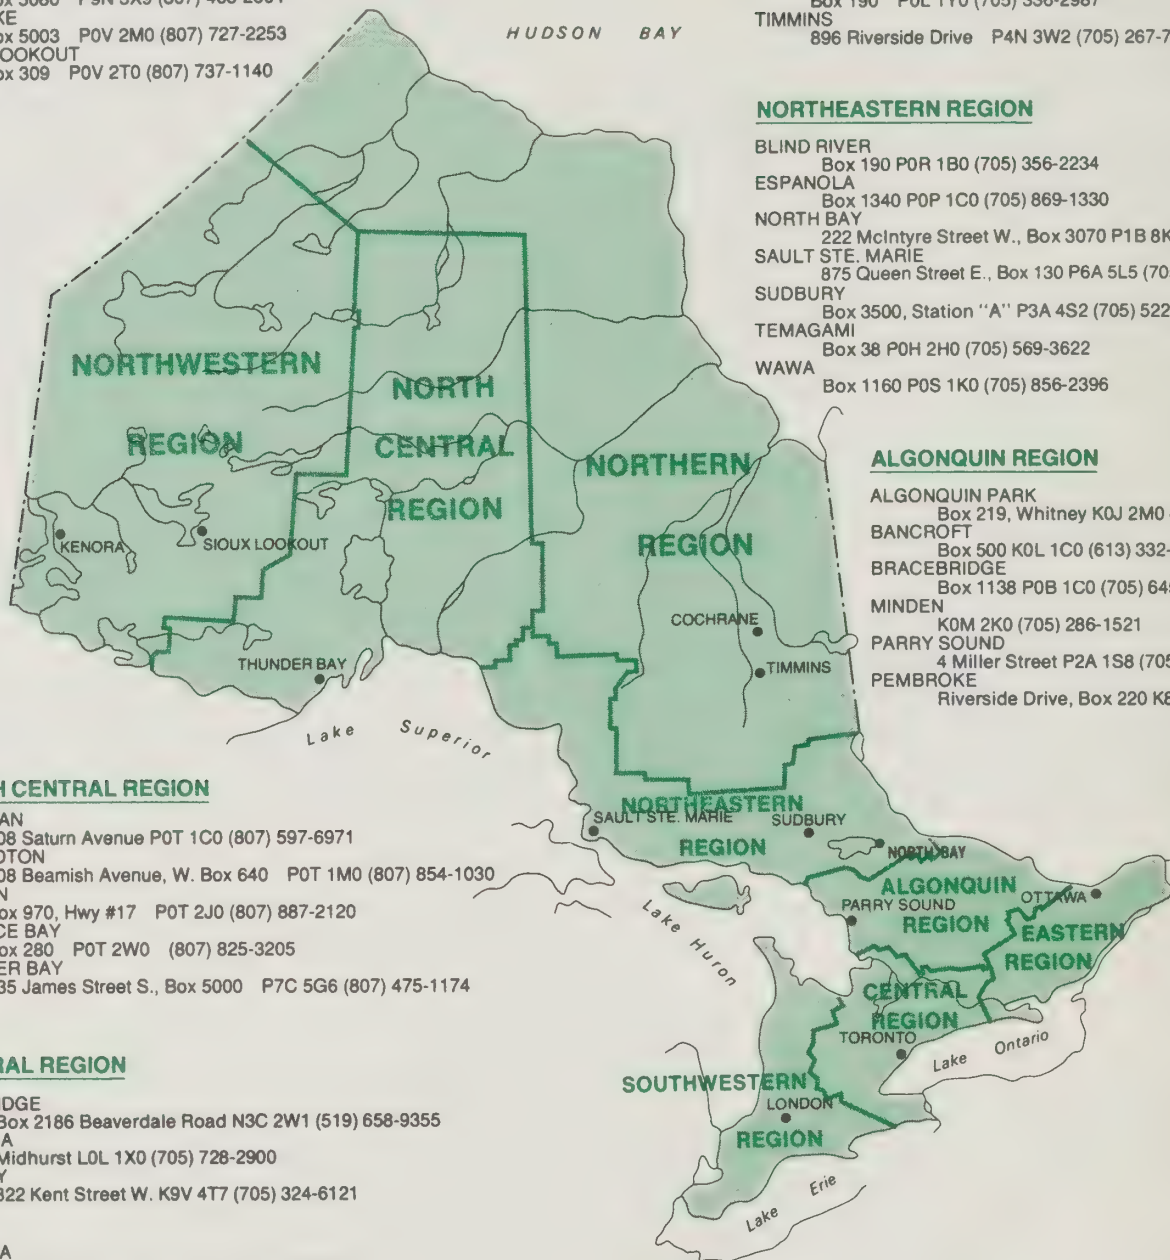 KE
ox 5003 P0V 2M0 (807) 727-2253
OOKOUT
ox 309 P0V 2T0 (807) 737-1140
HUDSON BAY
TIMMINS
896 Riverside Drive P4N 3W2 (705) 267-7
NORTHEASTERN REGION
BLIND RIVER
Box 190 P0R 1B0 (705) 356-2234
ESPANOLA
Box 1340 P0P 1C0 (705) 869-1330
NORTH BAY
222 McIntyre Street W., Box 3070 P1B 8K
SAULT STE. MARIE
875 Queen Street E., Box 130 P6A 5L5 (70
SUDBURY
Box 3500, Station "A" P3A 4S2 (705) 522
TEMAGAMI
Box 38 P0H 2H0 (705) 569-3622
WAWA
Box 1160 P0S 1K0 (705) 856-2396
ALGONQUIN REGION
ALGONQUIN PARK
Box 219, Whitney K0J 2M0
BANCROFT
Box 500 K0L 1C0 (613) 332-
BRACEBRIDGE
Box 1138 P0B 1C0 (705) 64
MINDEN
K0M 2K0 (705) 286-1521
PARRY SOUND
4 Miller Street P2A 1S8 (705
PEMBROKE
Riverside Drive, Box 220 K8
NORTHWESTERN
REGION
NORTH
CENTRAL
REGION
NORTHERN
REGION
KENORA
SIOUX LOOKOUT
COCHRANE
THUNDER BAY
TIMMINS
Lake Superior
H CENTRAL REGION
AN
08 Saturn Avenue P0T 1C0 (807) 597-6971
OTON
08 Beamish Avenue, W. Box 640 P0T 1M0 (807) 854-1030
N
ox 970, Hwy #17 P0T 2J0 (807) 887-2120
CE BAY
ox 280 P0T 2W0 (807) 825-3205
ER BAY
35 James Street S., Box 5000 P7C 5G6 (807) 475-1174
NORTHEASTERN
REGION
SAULT STE. MARIE
SUDBURY
NORTH BAY
ALGONQUIN
REGION
PARRY SOUND
OTTAWA
EASTERN
REGION
Lake Huron
CENTRAL
REGION
TORONTO
Lake Ontario
SOUTHWESTERN
REGION
LONDON
Lake Erie
RAL REGION
IDGE
Box 2186 Beaverdale Road N3C 2W1 (519) 658-9355
A
Midhurst L0L 1X0 (705) 728-2900
Y
322 Kent Street W. K9V 4T7 (705) 324-6121
A